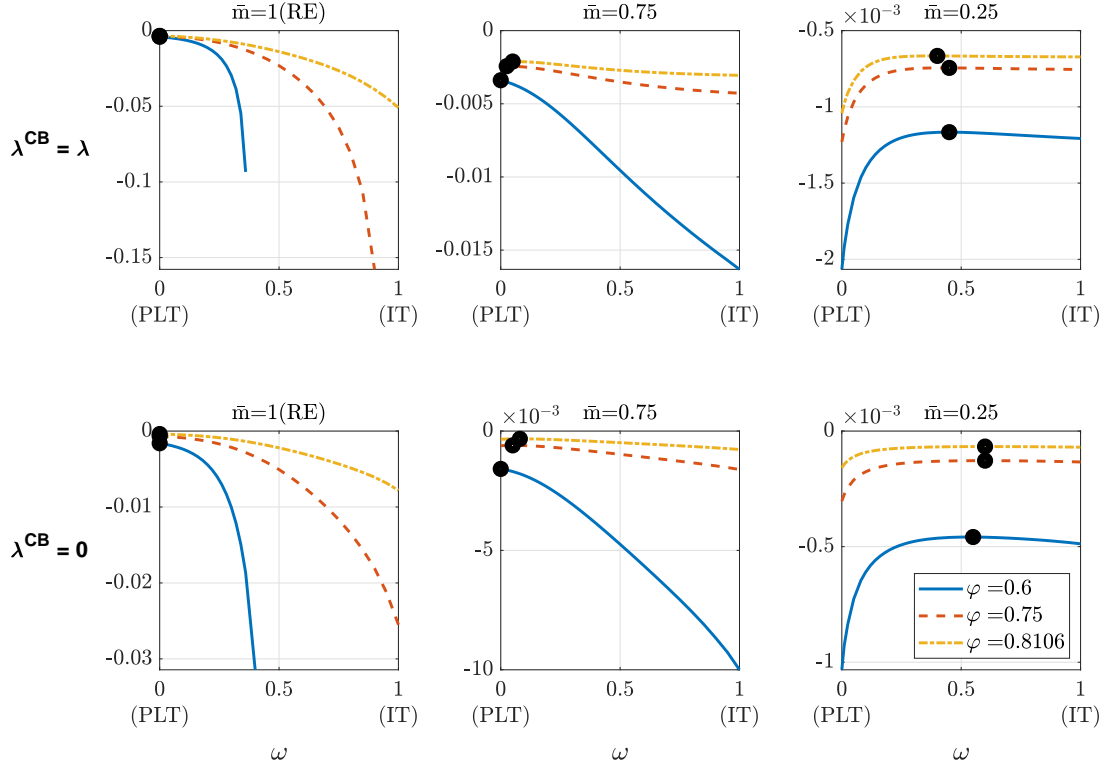 m̄=1(RE)
0
-0.05
-0.1
-0.15
0
0.5
1
(PLT)
(IT)
m̄=0.75
0
-0.005
-0.01
-0.015
0
0.5
1
(PLT)
(IT)
×10⁻³
m̄=0.25
-0.5
-1
-1.5
-2
0
0.5
1
(PLT)
(IT)
λ^CB = λ
m̄=1(RE)
0
-0.01
-0.02
-0.03
0
0.5
1
(PLT)
(IT)
ω
×10⁻³
m̄=0.75
0
-5
-10
0
0.5
1
(PLT)
(IT)
ω
×10⁻³
m̄=0.25
0
-0.5
-1
0
0.5
1
(PLT)
(IT)
ω
φ=0.6
φ=0.75
φ=0.8106
λ^CB = 0